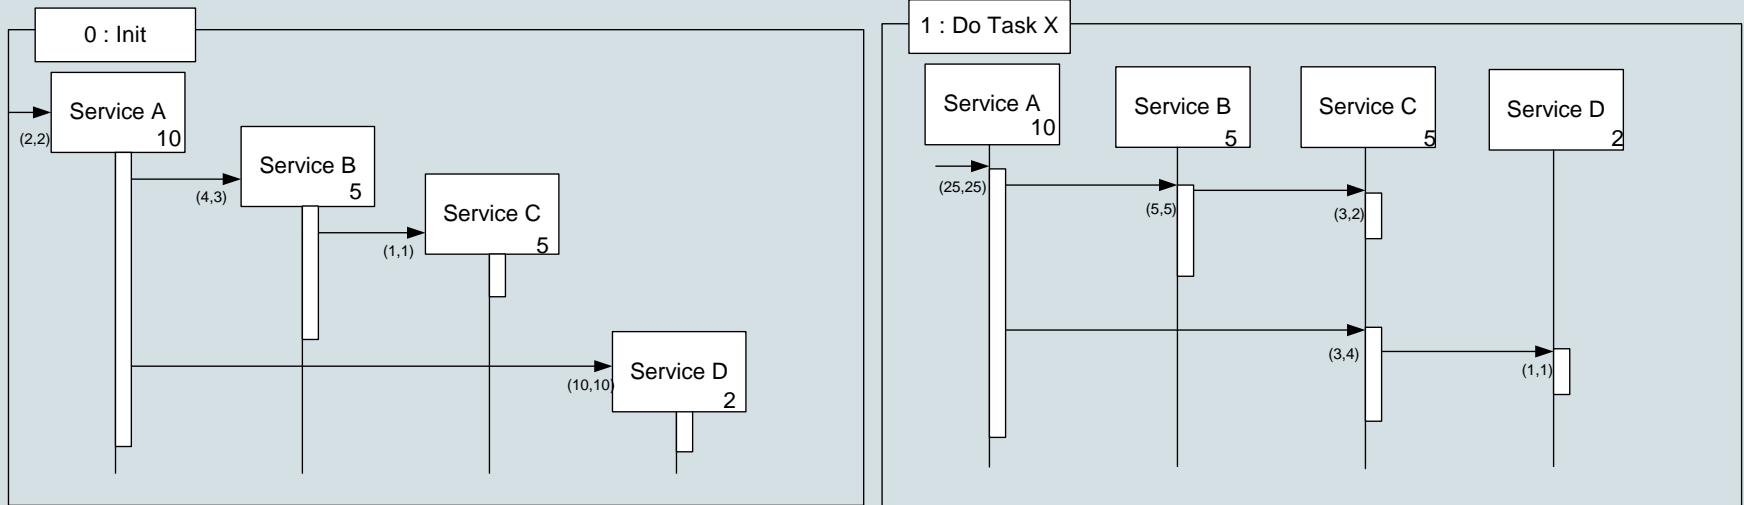 0 : Init
Service A
10
(2,2)
(4,3)
Service B
5
(1,1)
Service C
5
(10,10)
Service D
2
1 : Do Task X
Service A
10
Service B
5
Service C
5
Service D
2
(25,25)
(5,5)
(3,2)
(3,4)
(1,1)